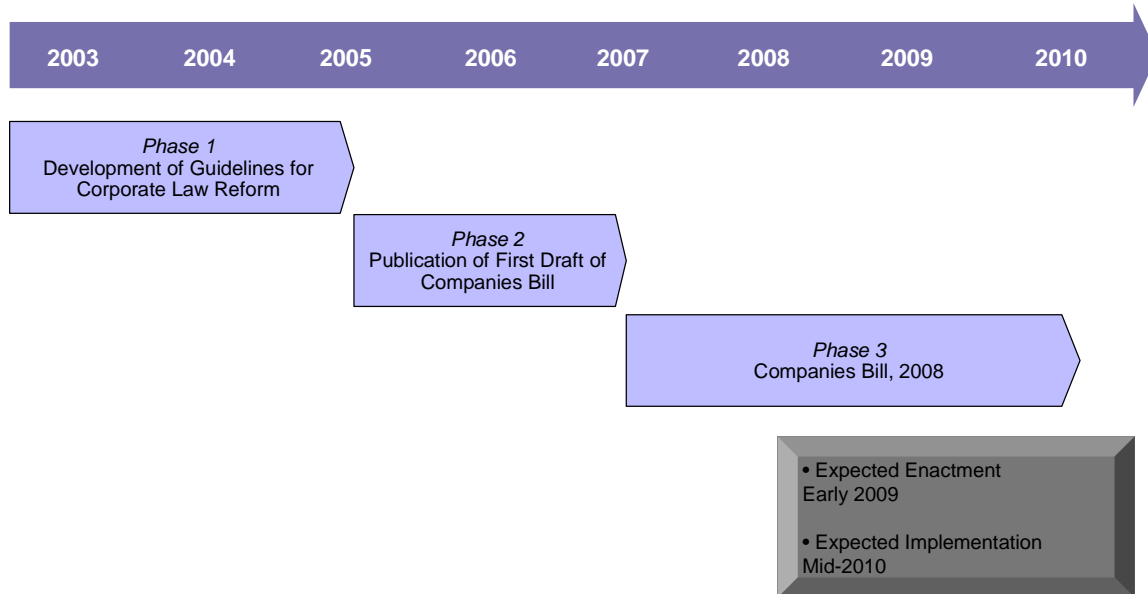 2003 2004 2005 2006 2007 2008 2009 2010
Phase 1
Development of Guidelines for
Corporate Law Reform
Phase 2
Publication of First Draft of
Companies Bill
Phase 3
Companies Bill, 2008
• Expected Enactment
Early 2009
• Expected Implementation
Mid-2010